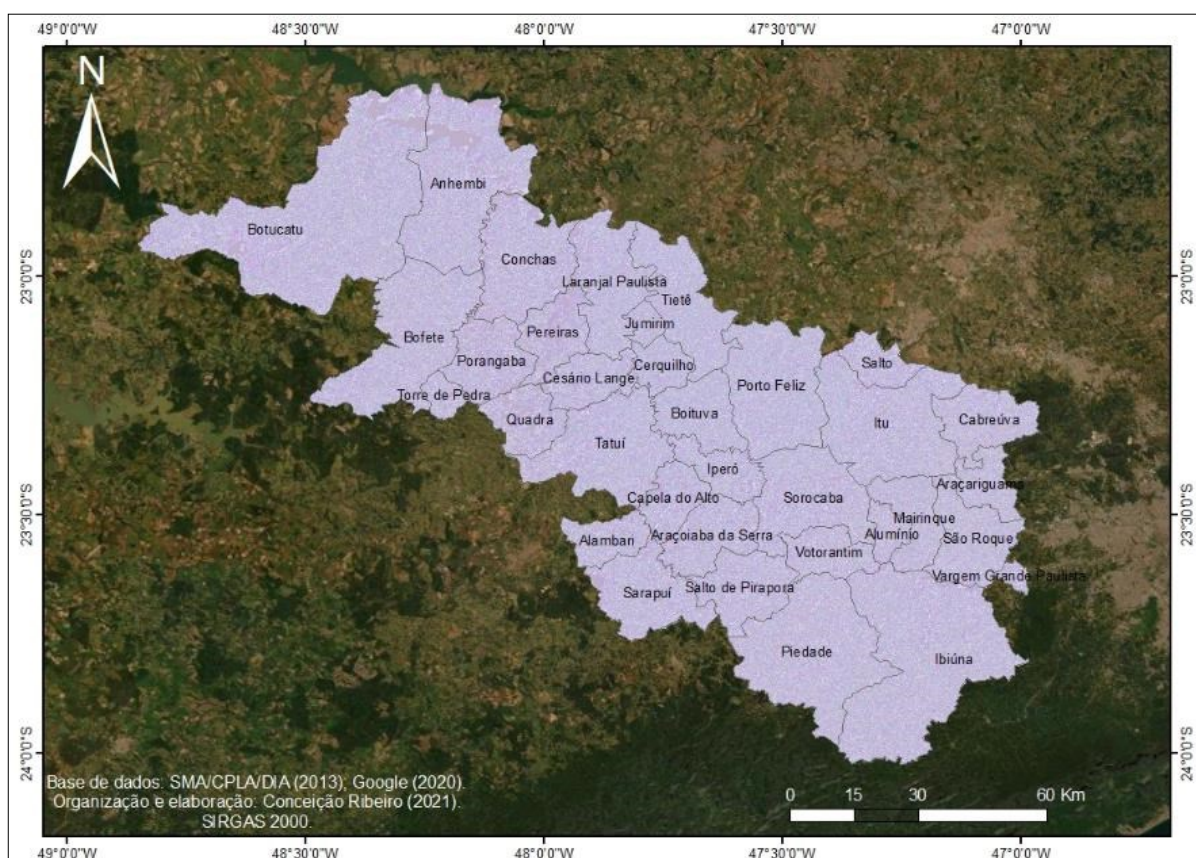 49°0'0"W 48°30'0"W 48°0'0"W 47°30'0"W 47°0'0"W
N
Anhembi
Botucatu
Conchas
23°0'0"S 23°0'0"S
Laranjal Paulista
Tietê
Jumirim
Bofete
Pereiras
Porangaba
Cerquilho
Salto
Cesário Lange
Porto Feliz
Torre de Pedra
Boituva
Quadra
Itu
Cabreúva
Tatuí
Iperó
Araçariguama
Capela do Alto
Sorocaba
23°30'0"S 23°30'0"S
Mairinque
Alambari
Araçoiaba da Serra
Alumínio
São Roque
Votorantim
Vargem Grande Paulista
Sarapuí
Salto de Pirapora
Piedade
Ibiúna
24°0'0"S 24°0'0"S
Base de dados: SMA/CPLA/DIA (2013); Google (2020).
Organização e elaboração: Conceição Ribeiro (2021).
SIRGAS 2000.
0 15 30 60 Km
49°0'0"W 48°30'0"W 48°0'0"W 47°30'0"W 47°0'0"W